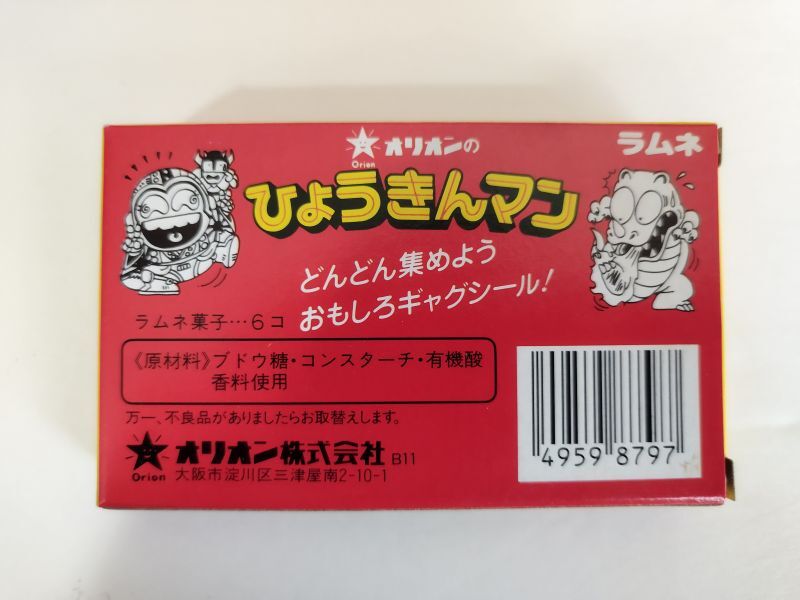 オリオンの
Orion
ラムネ
ひょうきんマン
どんどん集めよう
おもしろギャグシール!
ラムネ菓子…6コ
《原材料》ブドウ糖・コンスターチ・有機酸
香料使用
万一、不良品がありましたらお取替えします。
オリオン株式会社 B11
Orion 大阪市淀川区三津屋南2-10-1
4959 8797